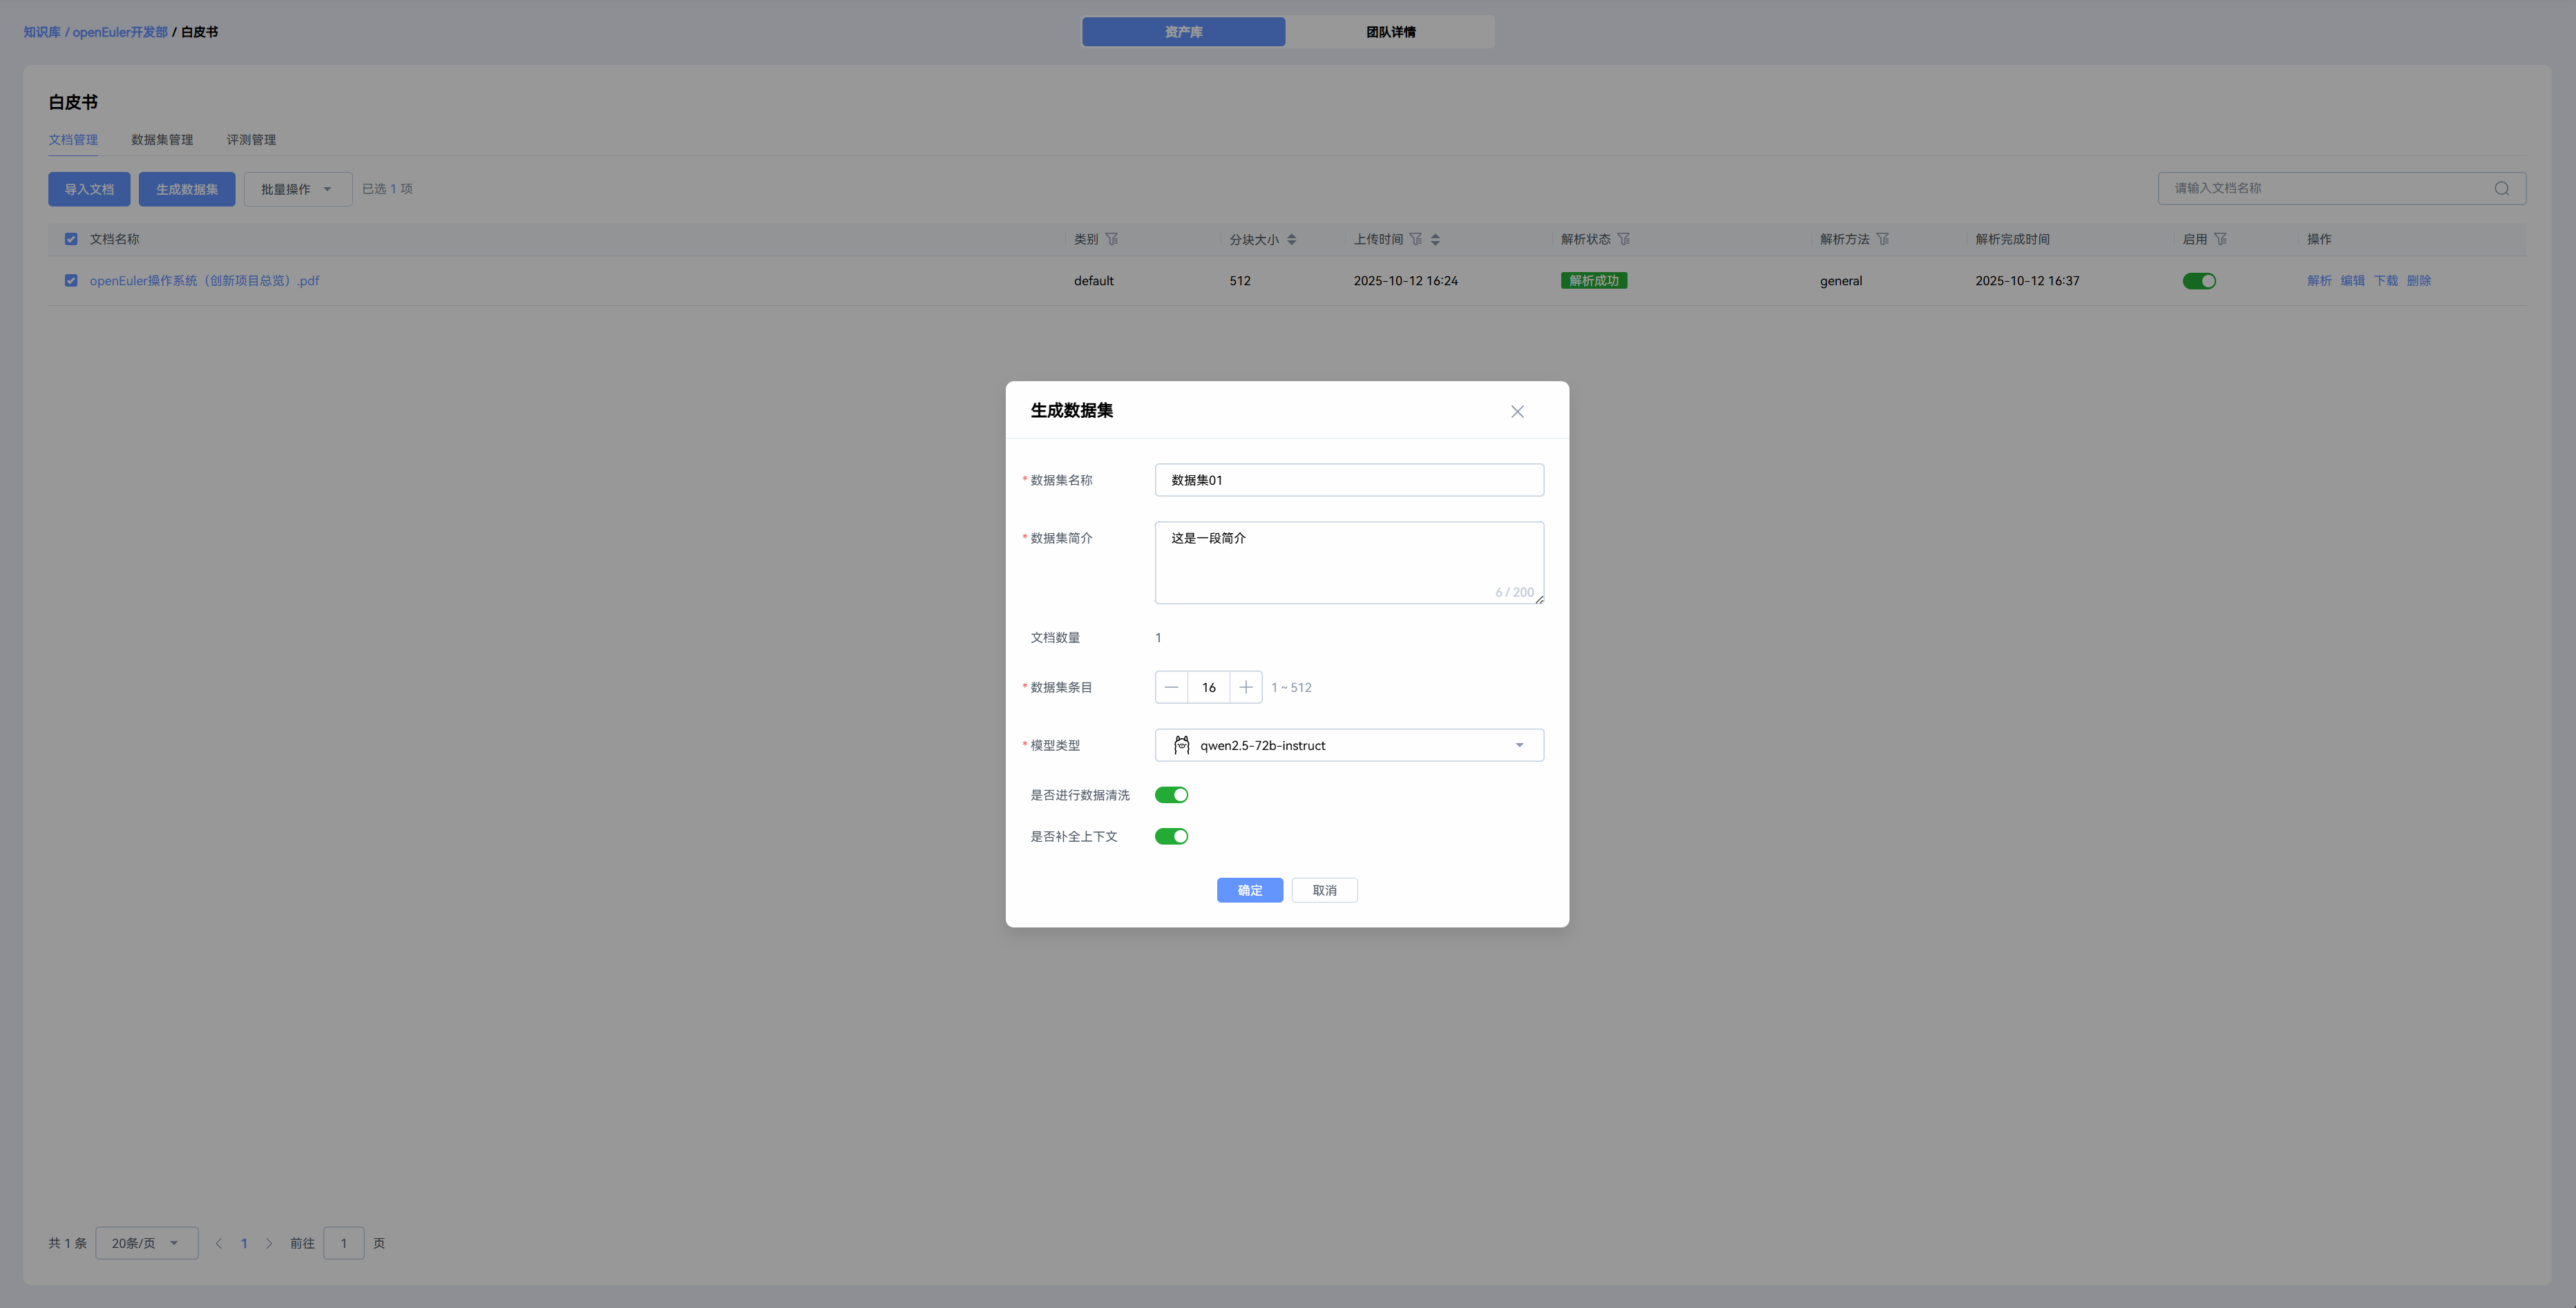 知识库 / openEuler开发部 / 白皮书
资产库
团队详情
白皮书
文档管理 数据集管理 评测管理
导入文档 生成数据集 批量操作 已选 1 项
请输入文档名称
文档名称 类别 分块大小 上传时间 解析状态 解析方法 解析完成时间 启用 操作
openEuler操作系统（创新项目总览）.pdf default 512 2025-10-12 16:24 解析成功 general 2025-10-12 16:37 解析 编辑 下载 删除
生成数据集
* 数据集名称 数据集01
* 数据集简介 这是一段简介
6 / 200
文档数量 1
* 数据集条目 16 1 ~ 512
* 模型类型 qwen2.5-72b-instruct
是否进行数据清洗
是否补全上下文
确定 取消
共 1 条 20条/页 1 前往 1 页